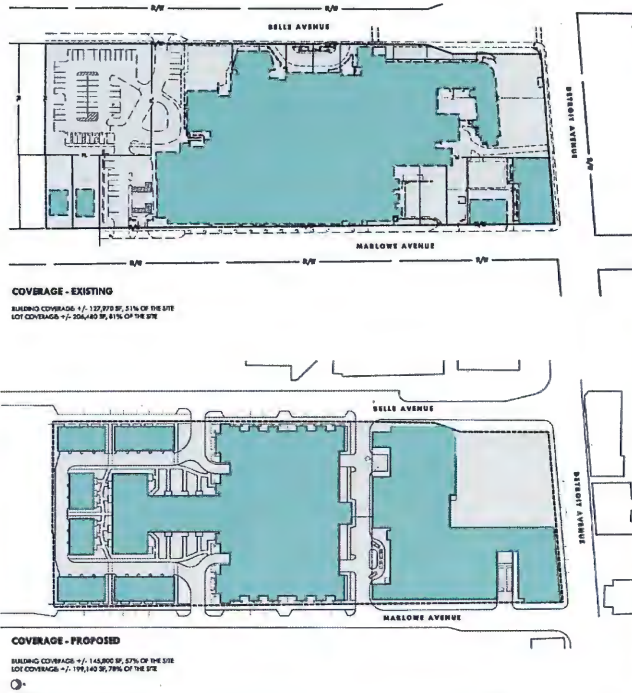 R/W R/W
BELLE AVENUE
DETROIT AVENUE
R/W
MARLOWE AVENUE
R/W R/W R/W
COVERAGE - EXISTING
BUILDING COVERAGE +/- 127,970 SF, 51% OF THE SITE
LOT COVERAGE +/- 206,480 SF, 81% OF THE SITE
BELLE AVENUE
DETROIT AVENUE
MARLOWE AVENUE
COVERAGE - PROPOSED
BUILDING COVERAGE +/- 145,800 SF, 57% OF THE SITE
LOT COVERAGE +/- 199,140 SF, 78% OF THE SITE